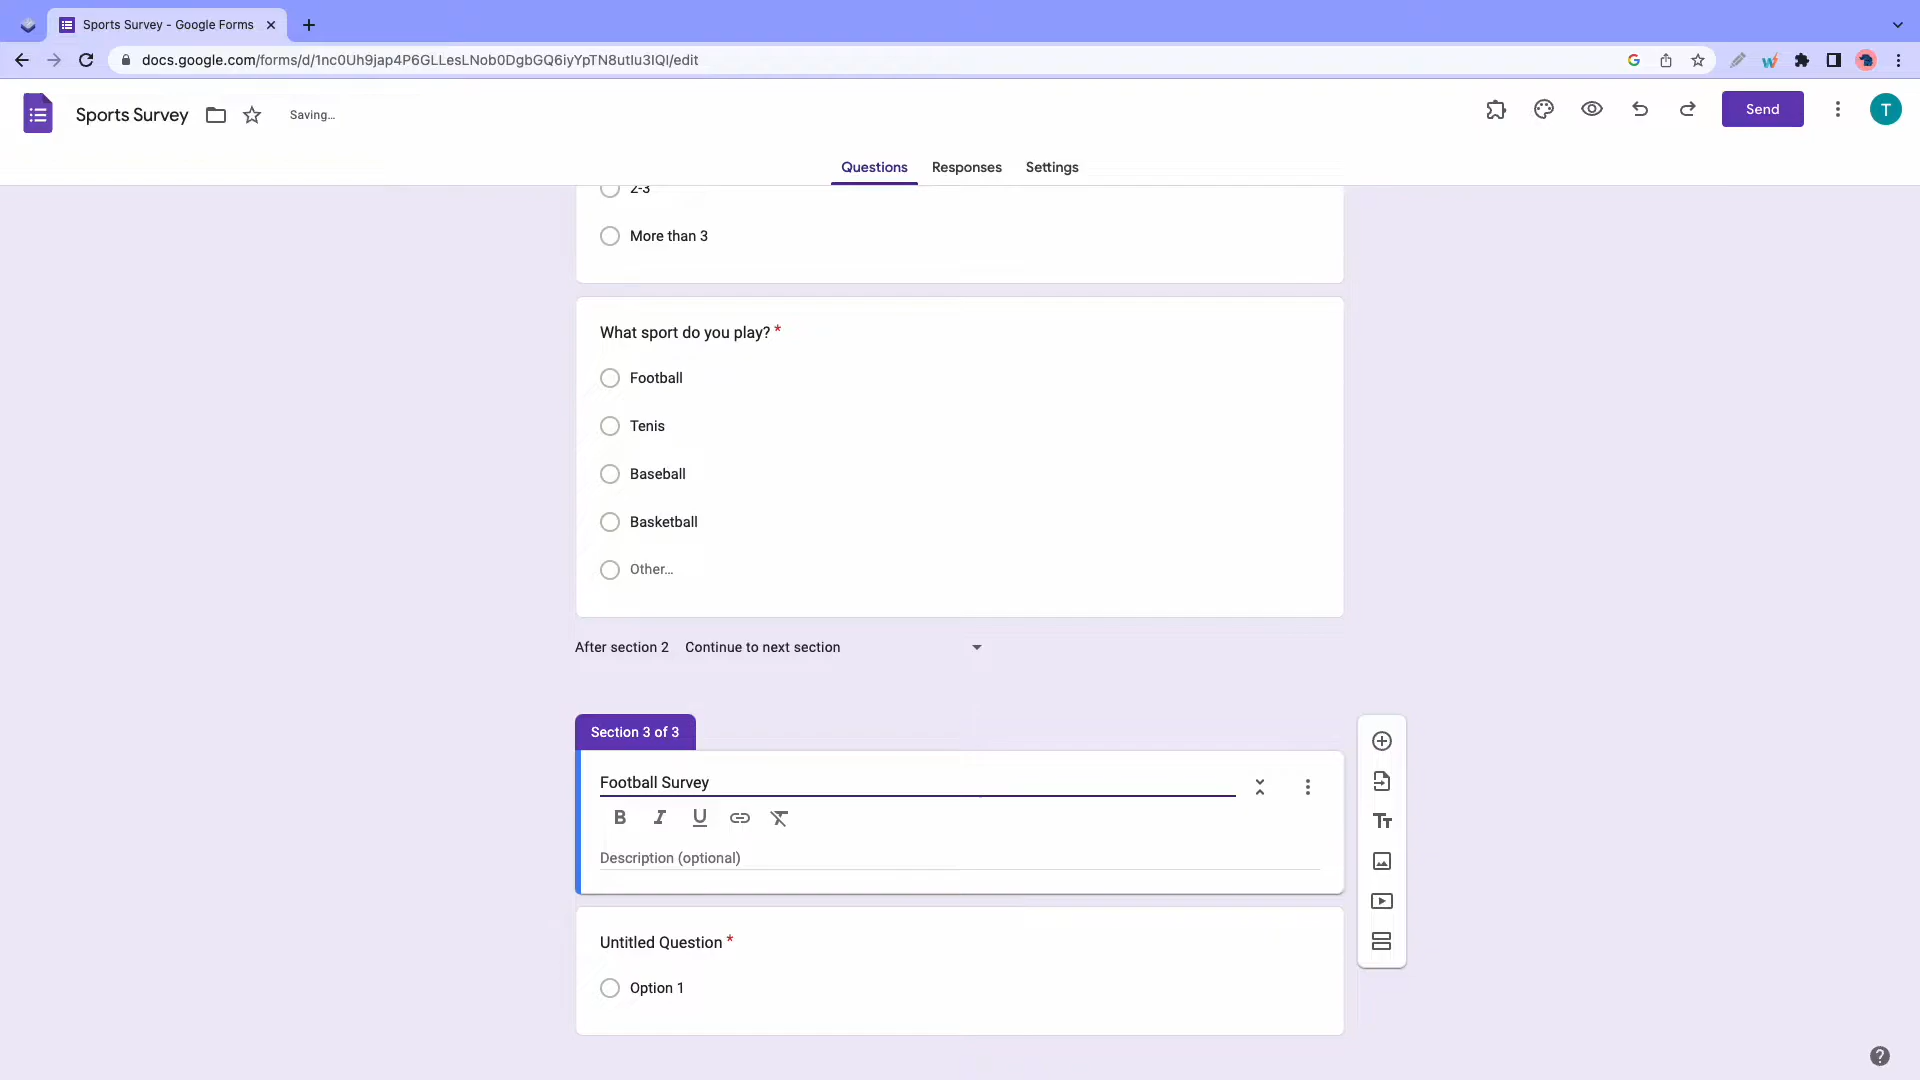 Sports Survey - Google Forms
docs.google.com/forms/d/1nc0Uh9jap4P6GLLesLNob0DgbGQ6iyYpTN8utIu3IQI/edit
Sports Survey
Saving...
Send
T
Questions
Responses
Settings
2-3
More than 3
What sport do you play? *
Football
Tenis
Baseball
Basketball
Other...
After section 2 Continue to next section
Section 3 of 3
Football Survey
B I U
Description (optional)
Untitled Question *
Option 1